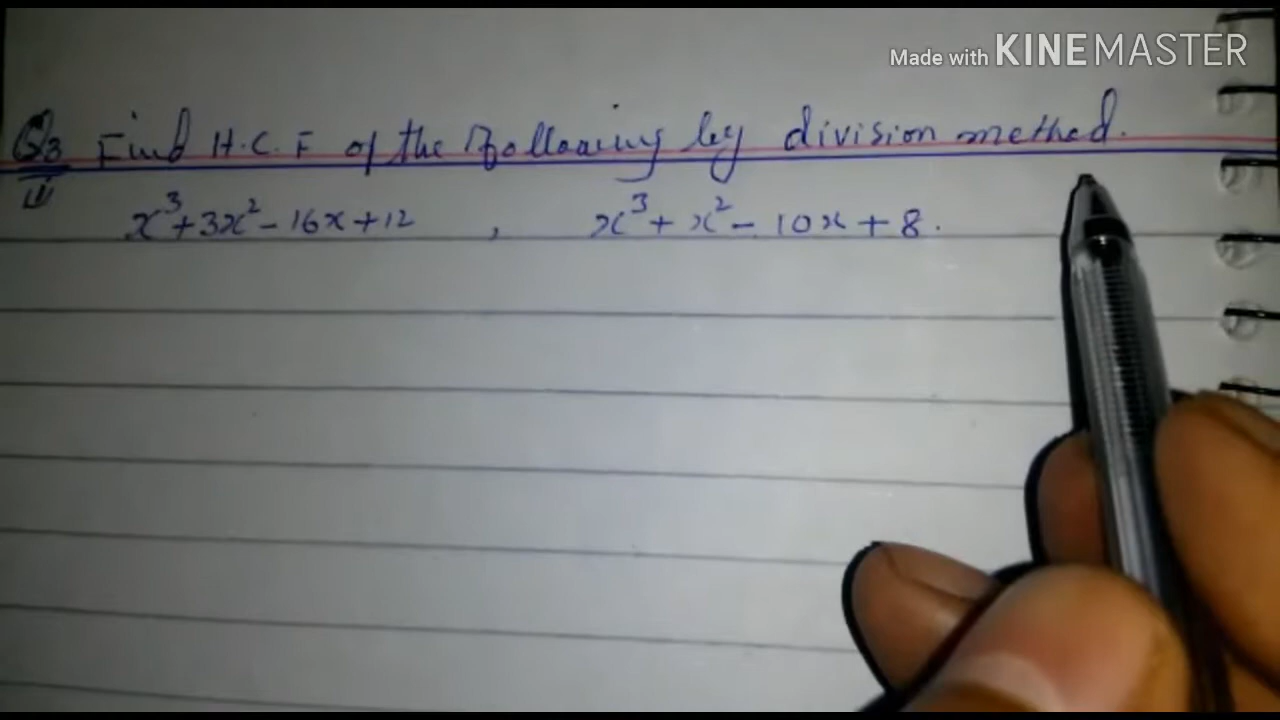 Made with KINEMASTER
Q3 Find H.C.F of the following by division method.
(i)
x³+3x²-16x+12 , x³+x²-10x+8.